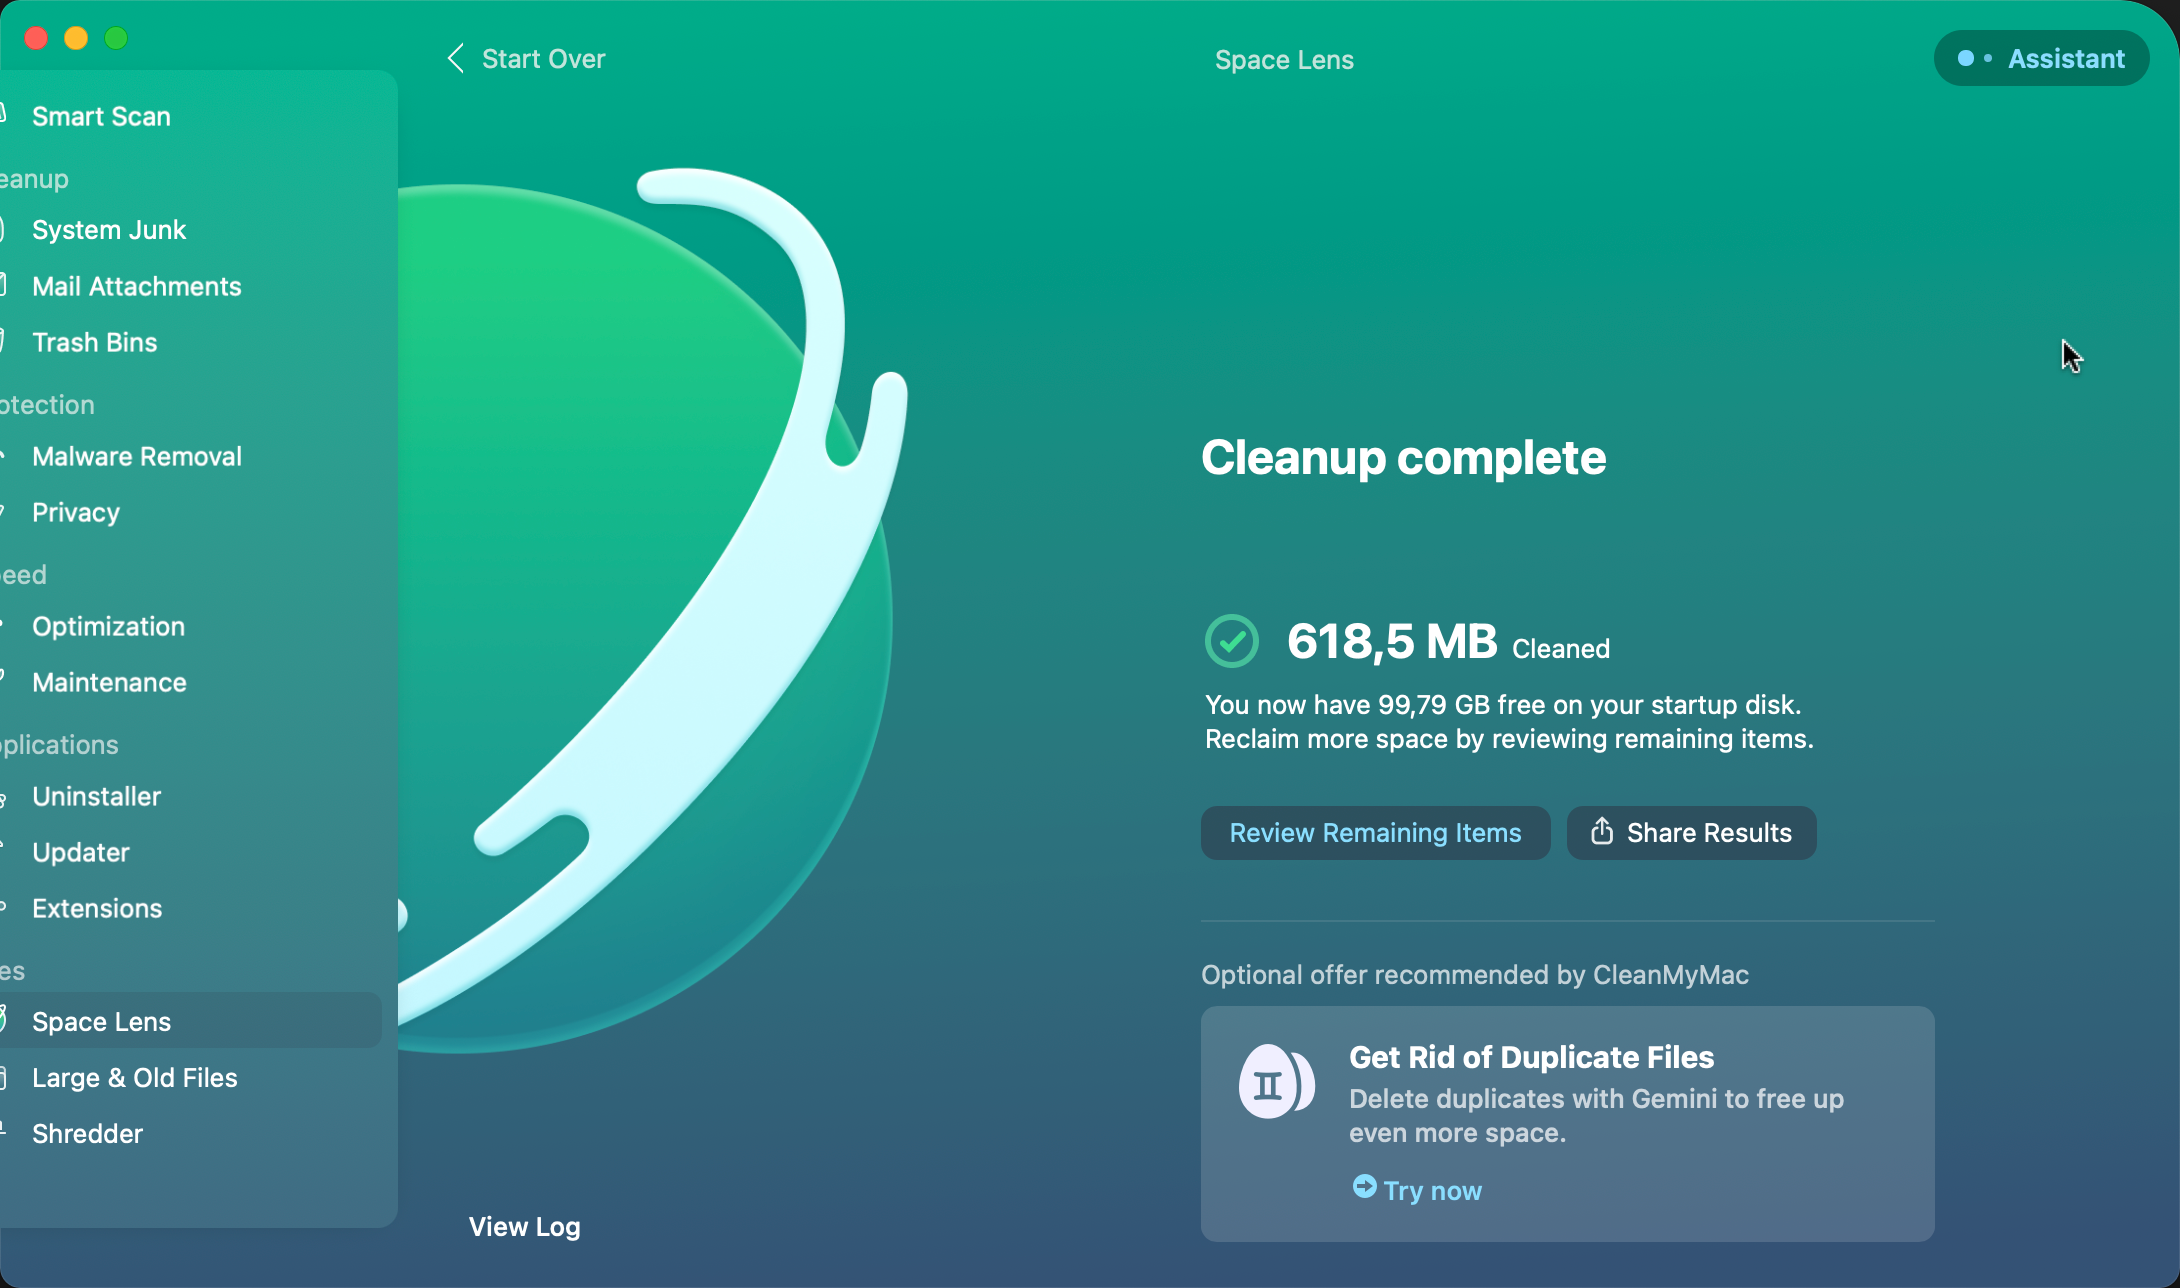 Start Over
Space Lens
Assistant
Smart Scan
eanup
System Junk
Mail Attachments
Trash Bins
otection
Malware Removal
Privacy
eed
Optimization
Maintenance
plications
Uninstaller
Updater
Extensions
es
Space Lens
Large & Old Files
Shredder
View Log
Cleanup complete
618,5 MB Cleaned
You now have 99,79 GB free on your startup disk.
Reclaim more space by reviewing remaining items.
Review Remaining Items
Share Results
Optional offer recommended by CleanMyMac
Get Rid of Duplicate Files
Delete duplicates with Gemini to free up
even more space.
Try now